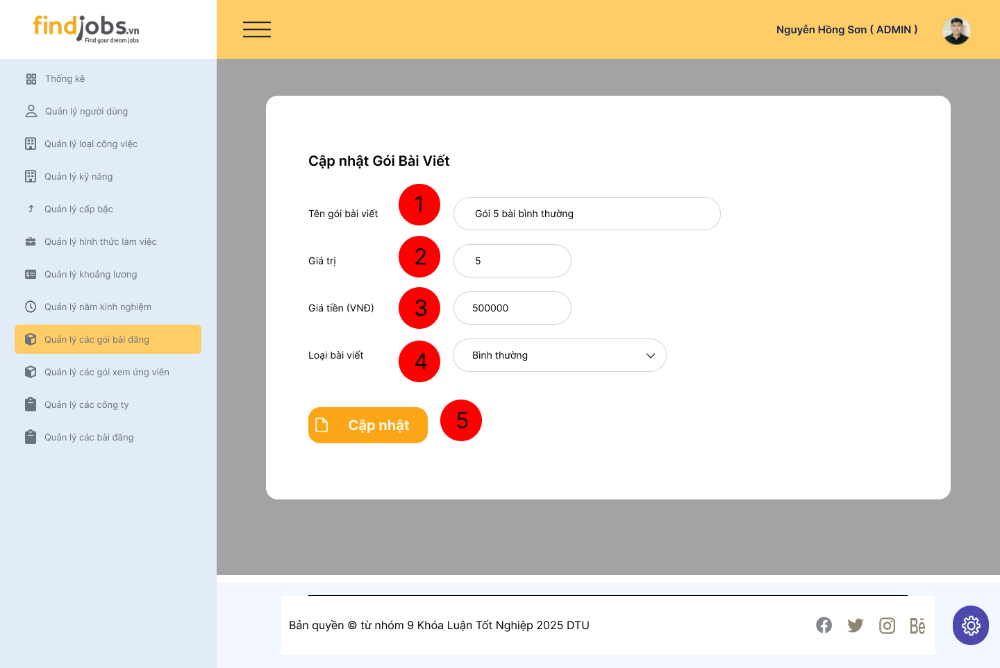 findjobs.vn
Find your dream jobs
Nguyễn Hồng Sơn ( ADMIN )
Thống kê
Quản lý người dùng
Quản lý loại công việc
Quản lý kỹ năng
Quản lý cấp bậc
Quản lý hình thức làm việc
Quản lý khoảng lương
Quản lý năm kinh nghiệm
Quản lý các gói bài đăng
Quản lý các gói xem ứng viên
Quản lý các công ty
Quản lý các bài đăng
Cập nhật Gói Bài Viết
Tên gói bài viết 1 Gói 5 bài bình thường
Giá trị 2 5
Giá tiền (VNĐ) 3 500000
Loại bài viết 4 Bình thường
Cập nhật 5
Bản quyền © từ nhóm 9 Khóa Luận Tốt Nghiệp 2025 DTU